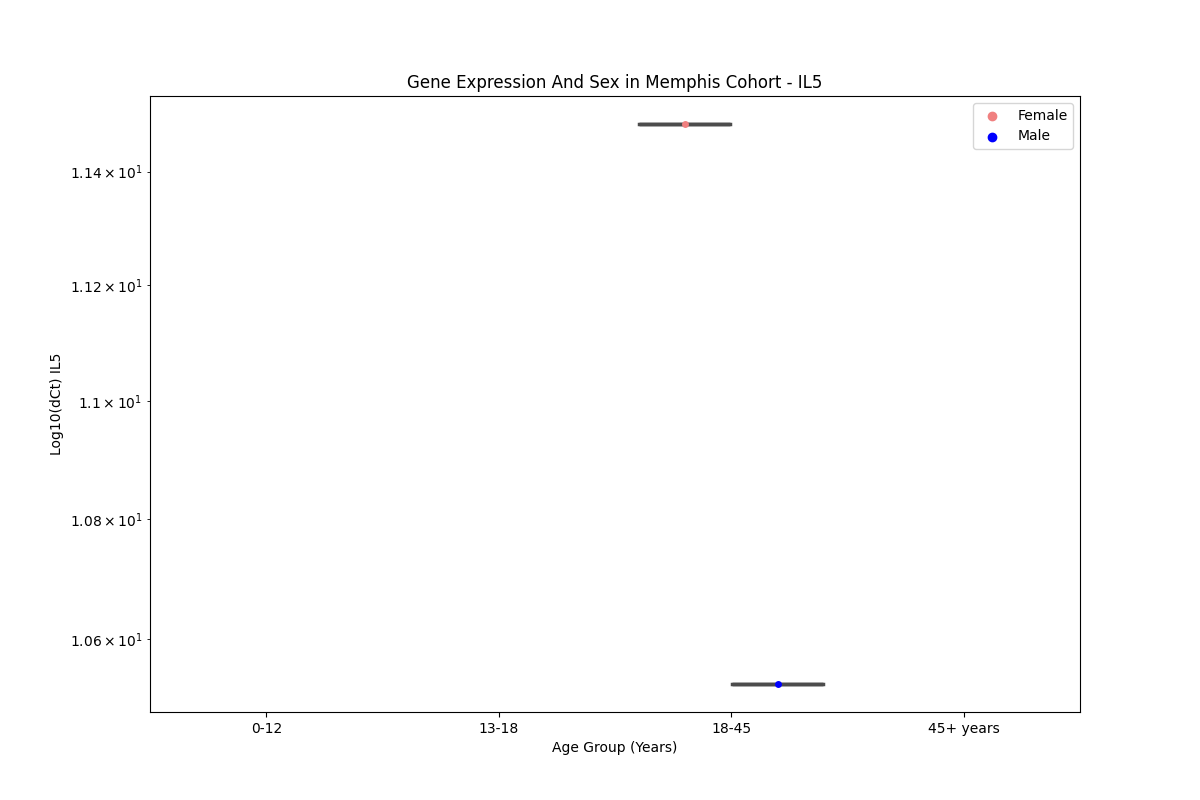 Gene Expression And Sex in Memphis Cohort - IL5
Female
Male
1.14 × 10¹
1.12 × 10¹
1.1 × 10¹
1.08 × 10¹
1.06 × 10¹
Log10(dCt) IL5
0-12
13-18
18-45
45+ years
Age Group (Years)